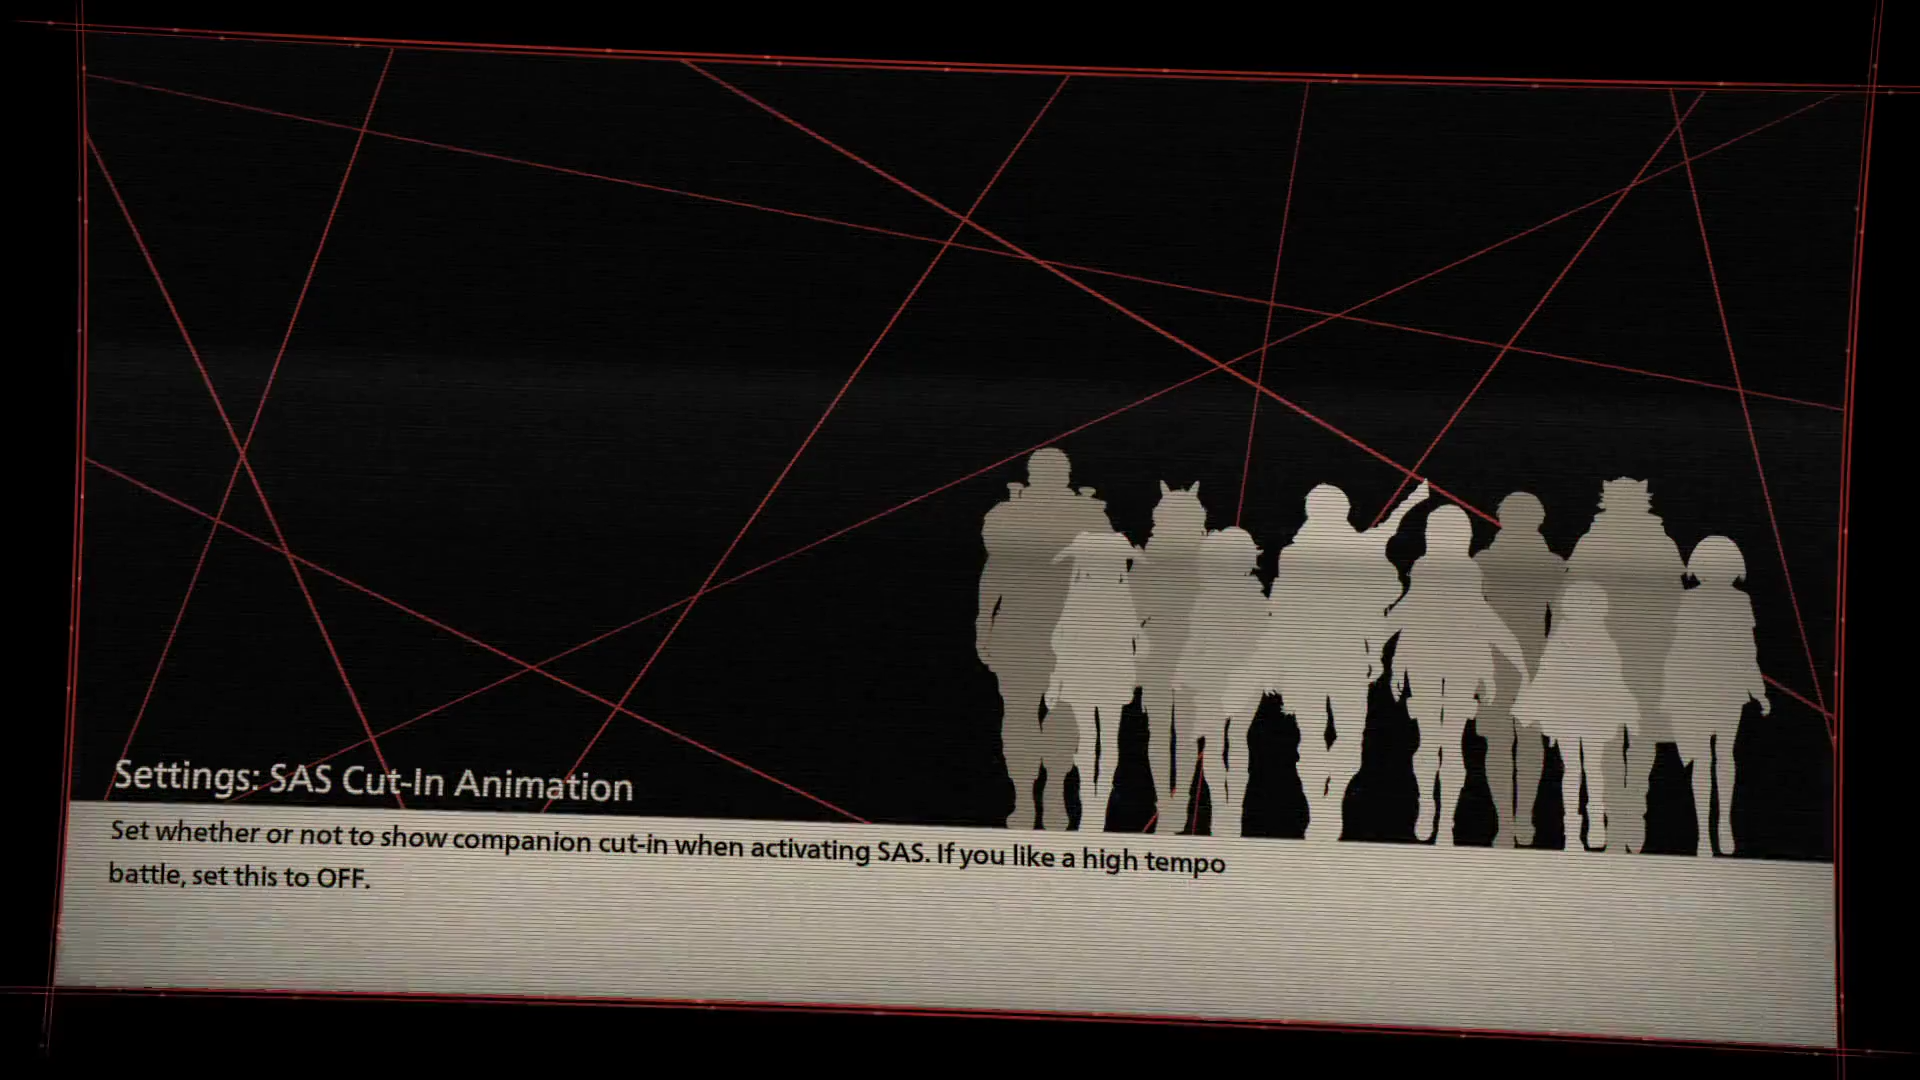 Settings: SAS Cut-In Animation
Set whether or not to show companion cut-in when activating SAS. If you like a high tempo
battle, set this to OFF.